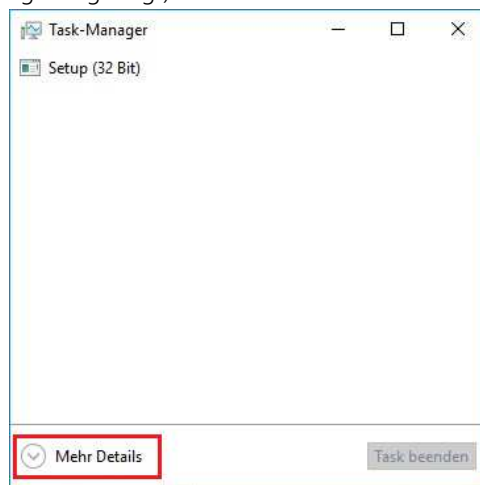 Task-Manager
Setup (32 Bit)
Mehr Details
Task beenden